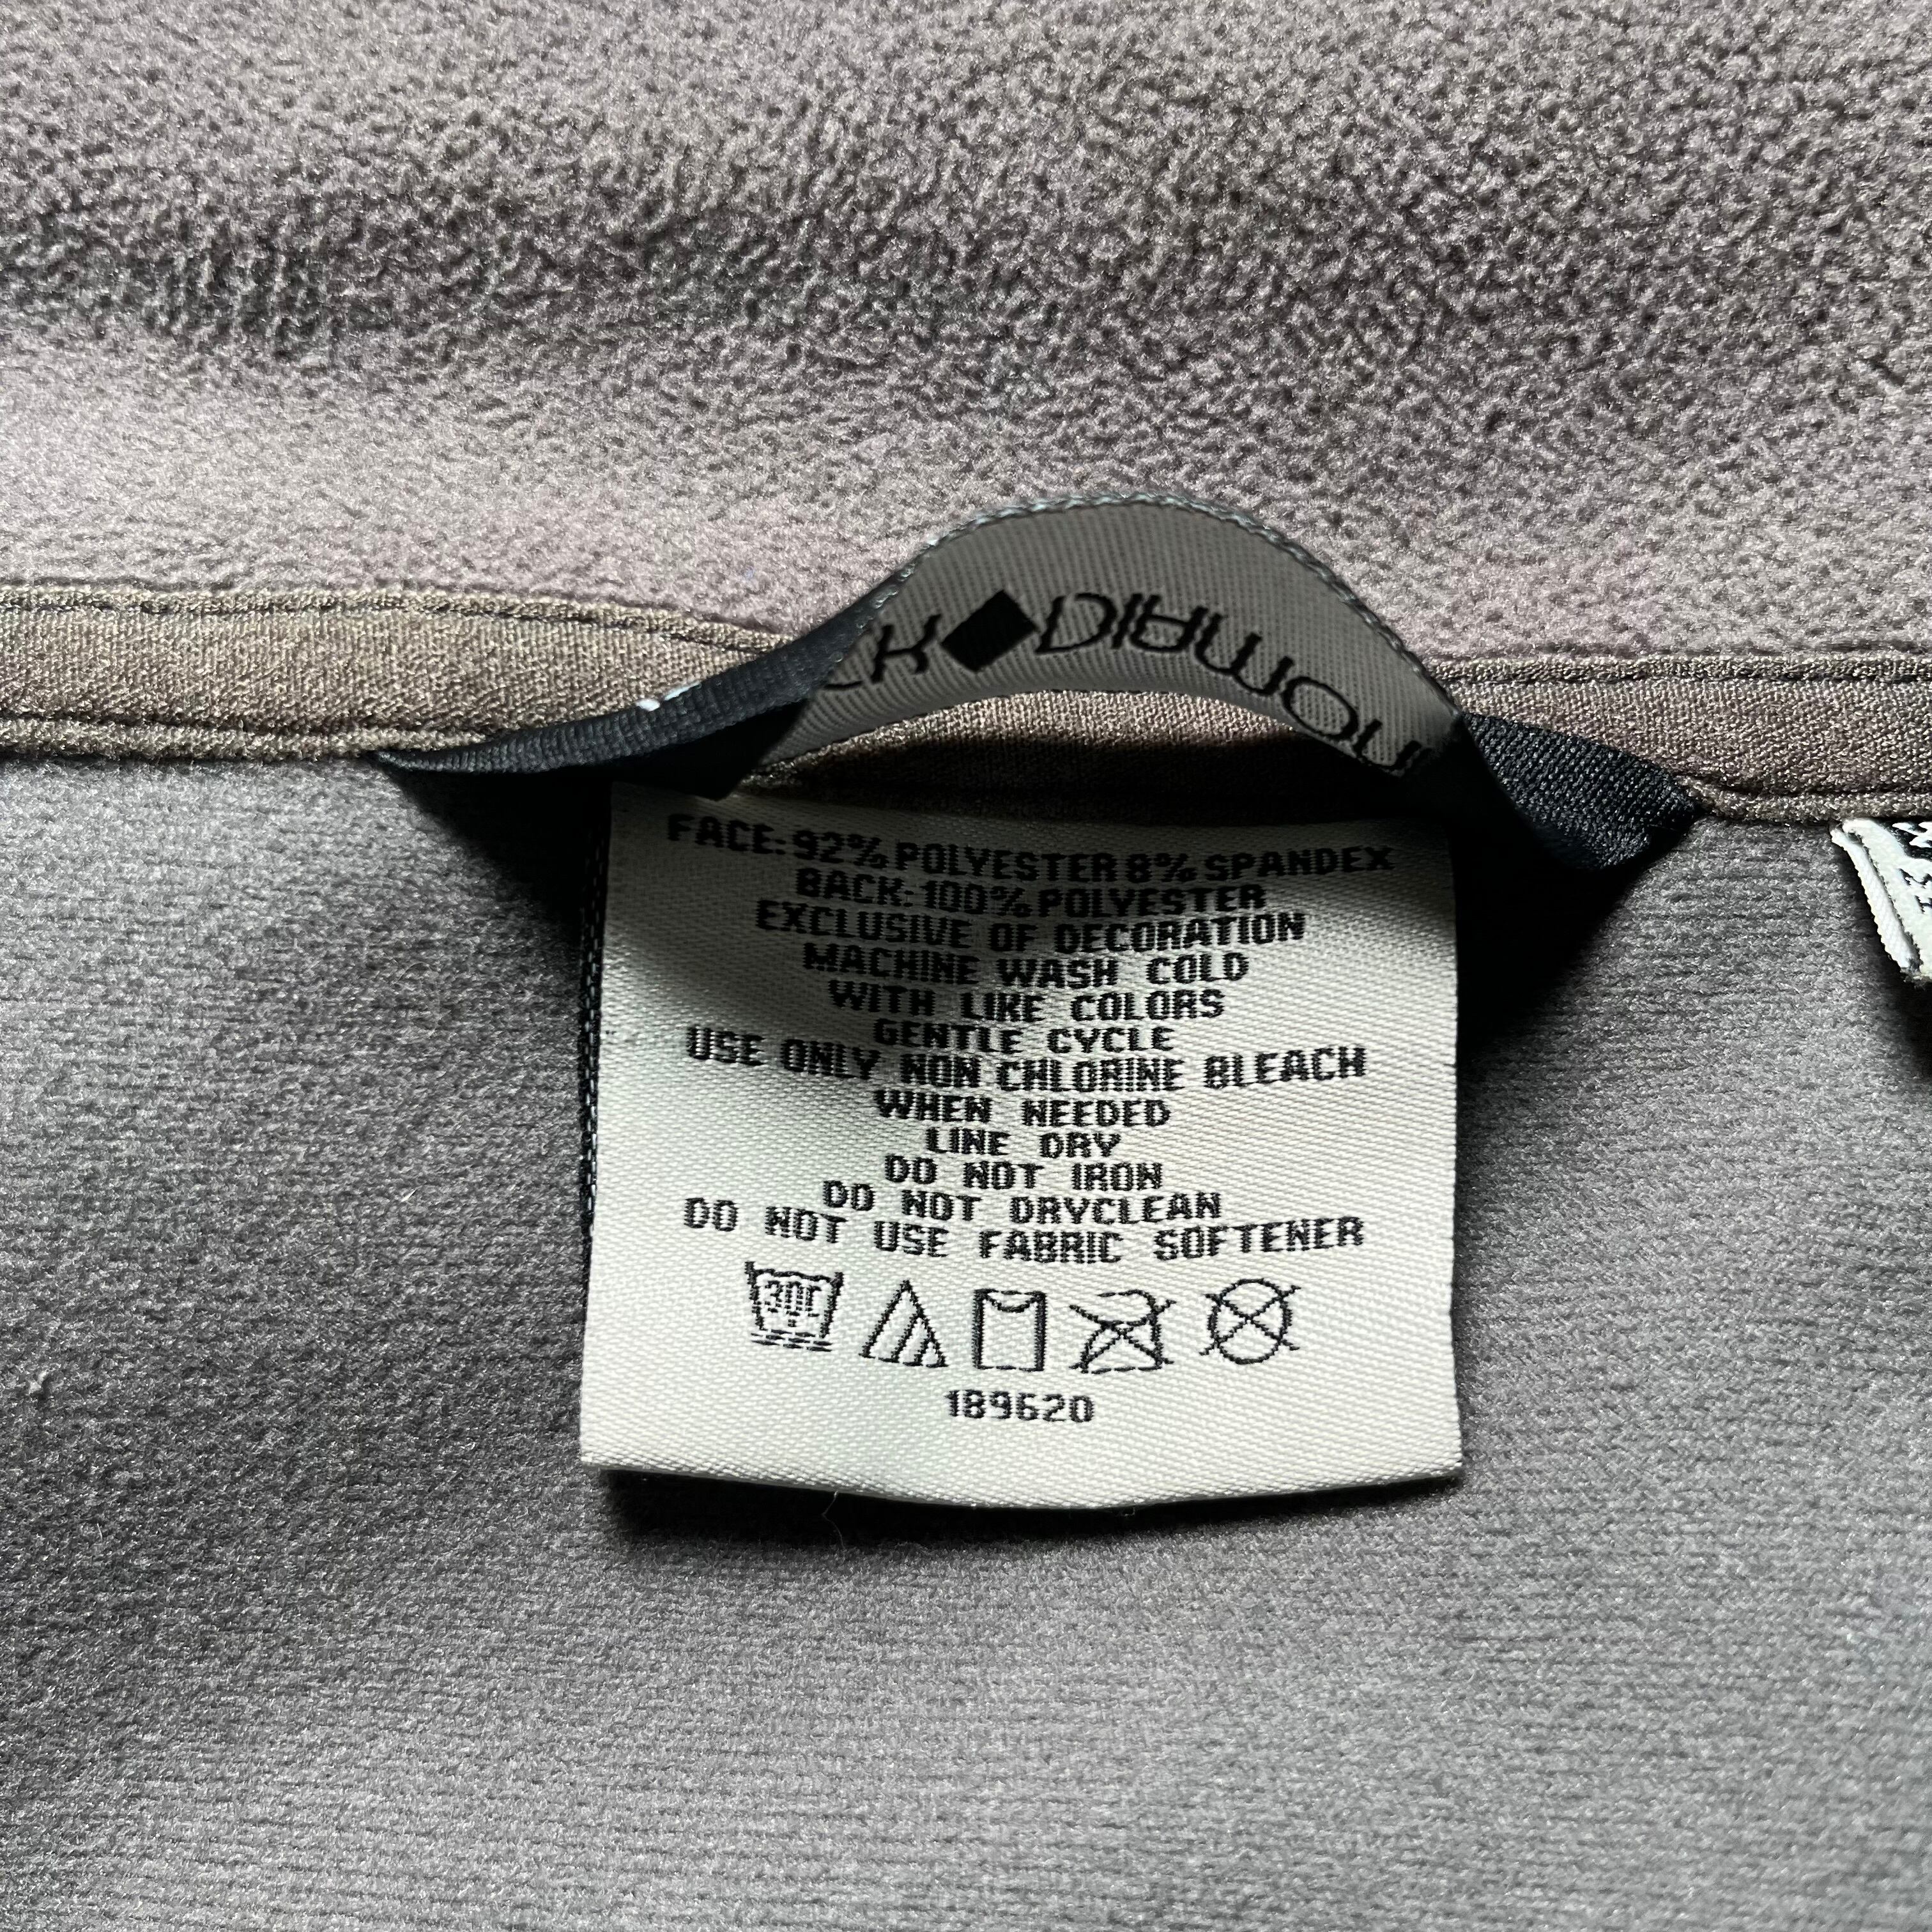 CK◆DIAMON
FACE: 92% POLYESTER 8% SPANDEX
BACK: 100% POLYESTER
EXCLUSIVE OF DECORATION
MACHINE WASH COLD
WITH LIKE COLORS
GENTLE CYCLE
USE ONLY NON CHLORINE BLEACH
WHEN NEEDED
LINE DRY
DO NOT IRON
DO NOT DRYCLEAN
DO NOT USE FABRIC SOFTENER
30C
189620